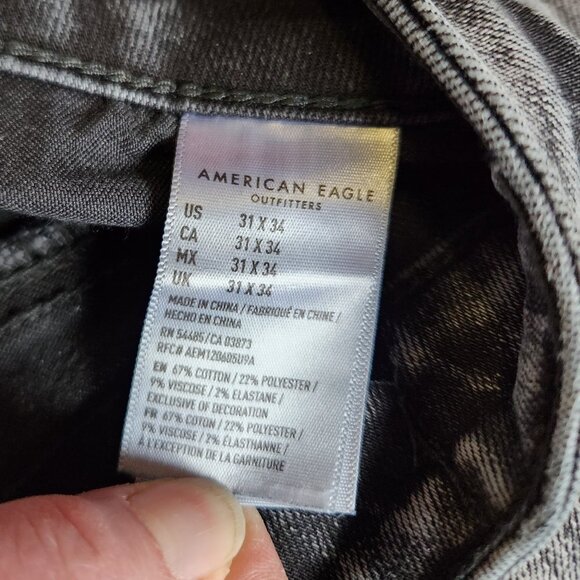 AMERICAN EAGLE
OUTFITTERS
US 31 X 34
CA 31 X 34
MX 31 X 34
UK 31 X 34
MADE IN CHINA / FABRIQUÉ EN CHINE /
HECHO EN CHINA
RN 54485/CA 03873
RFC# AEM120605U9A
EN 67% COTTON / 22% POLYESTER /
9% VISCOSE / 2% ELASTANE /
EXCLUSIVE OF DECORATION
FR 67% COTON / 22% POLYESTER /
9% VISCOSE / 2% ÉLASTHANNE /
À L'EXCEPTION DE LA GARNITURE